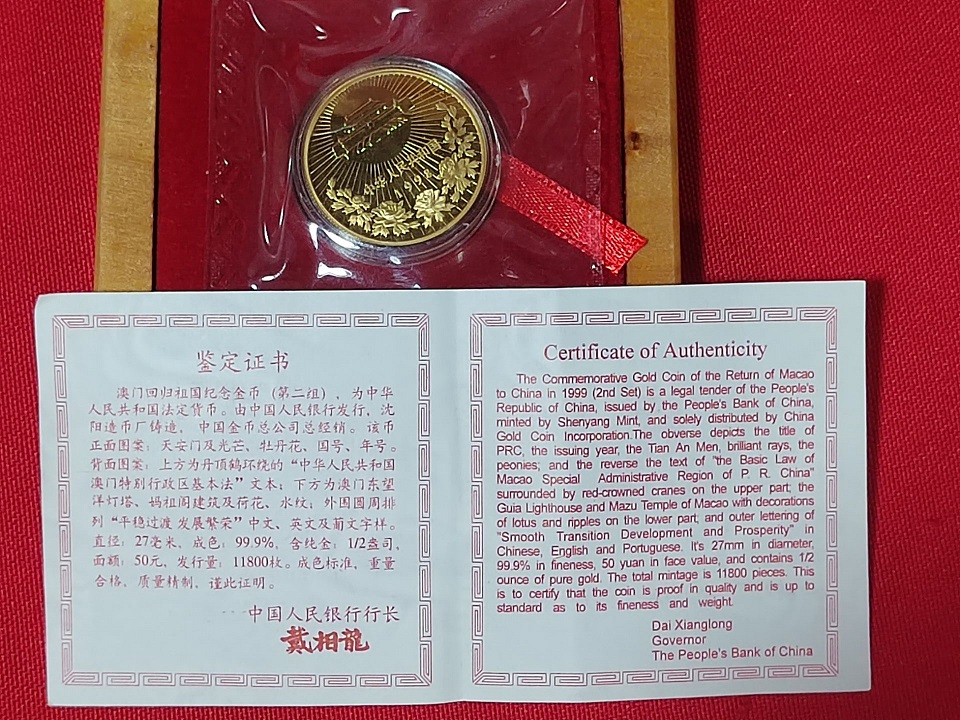 中华人民共和国
鉴定证书
澳门回归祖国纪念金币（第二组），为中华
人民共和国法定货币。由中国人民银行发行，沈
阳造币厂铸造，中国金币总公司总经销。该币
正面图案：天安门及光芒、牡丹花、国号、年号。
背面图案：上方为丹顶鹤环绕的“中华人民共和国
澳门特别行政区基本法”文本；下方为澳门东望
洋灯塔、妈祖阁建筑及荷花、水纹；外国圆周排
列“平稳过渡 发展繁荣”中文、英文及葡文字样。
直径：27毫米，成色：99.9%，含纯金：1/2盎司，
面额：50元，发行量：11800枚。成色标准，重量
合格，质量精制，谨此证明。
中国人民银行行长
戴相龍
Certificate of Authenticity
The Commemorative Gold Coin of the Return of Macao
to China in 1999 (2nd Set) is a legal tender of the People's
Republic of China, issued by the People's Bank of China,
minted by Shenyang Mint, and solely distributed by China
Gold Coin Incorporation.The obverse depicts the title of
PRC, the issuing year, the Tian An Men, brilliant rays, the
peonies; and the reverse the text of "the Basic Law of
Macao Special Administrative Region of P. R. China"
surrounded by red-crowned cranes on the upper part; the
Guia Lighthouse and Mazu Temple of Macao with decorations
of lotus and ripples on the lower part; and outer lettering of
"Smooth Transition Development and Prosperity" in
Chinese, English and Portuguese. It's 27mm in diameter,
99.9% in fineness, 50 yuan in face value, and contains 1/2
ounce of pure gold. The total mintage is 11800 pieces. This
is to certify that the coin is proof in quality and is up to
standard as to its fineness and weight.
Dai Xianglong
Governor
The People's Bank of China